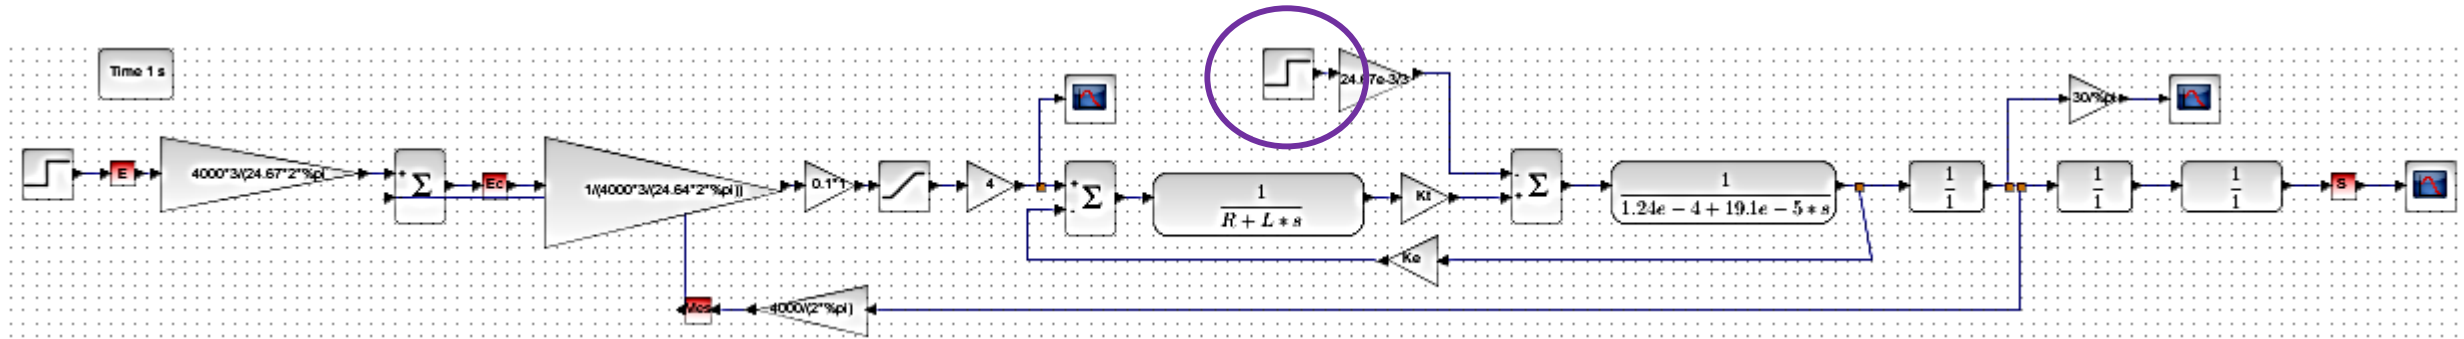 Time 1 s
E
4000*3/(24.67*2*%pi
+
Σ
Ec
1/(4000*3/(24.64*2*%pi))
0.1*1
4
+
-
Σ
1
R + L * s
-
+
Σ
1
1.24e − 4 + 19.1e − 5 * s
1
1
30/%pi
1
1
1
1
S
Ke
4000/(2*%pi)